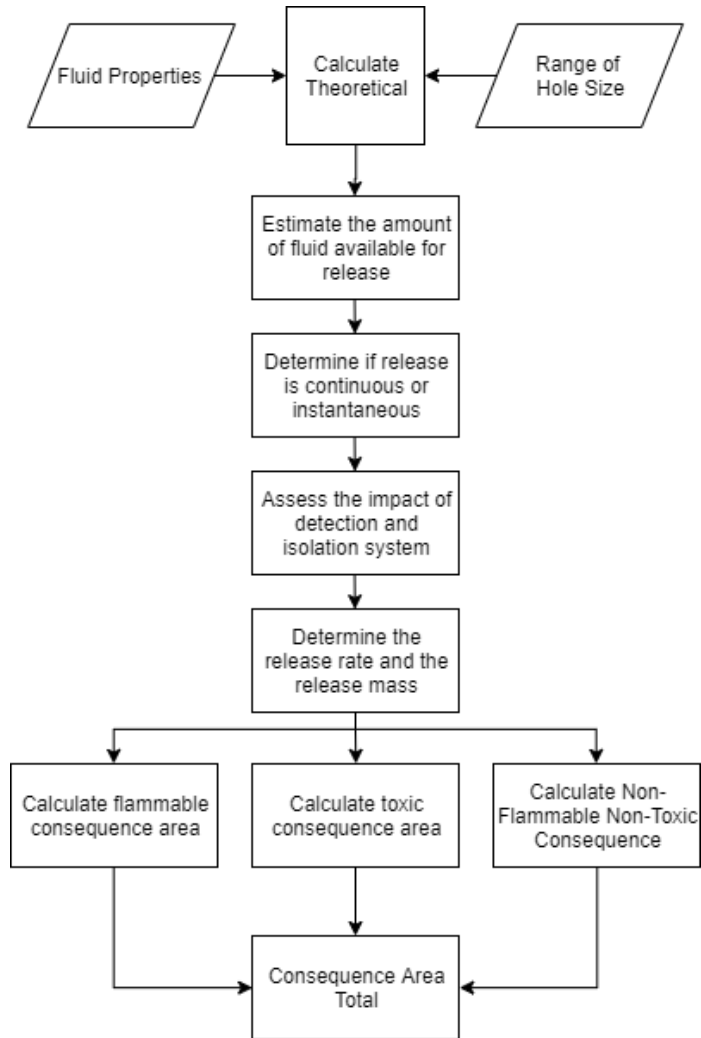 Fluid Properties
Calculate
Theoretical
Range of
Hole Size
Estimate the amount
of fluid available for
release
Determine if release
is continuous or
instantaneous
Assess the impact of
detection and
isolation system
Determine the
release rate and the
release mass
Calculate flammable
consequence area
Calculate toxic
consequence area
Calculate Non-
Flammable Non-Toxic
Consequence
Consequence Area
Total